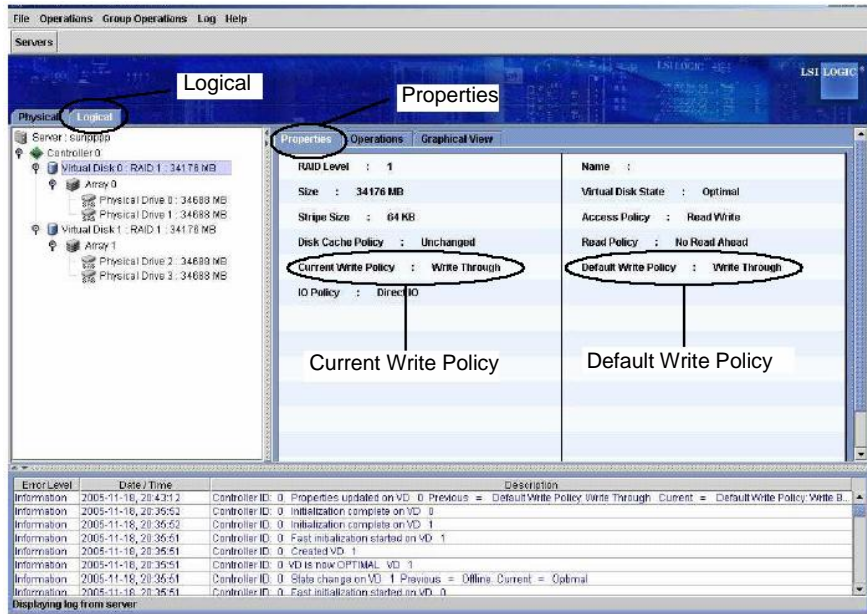 File Operations Group Operations Log Help
Servers
LSI LOGIC
Logical
Properties
Physical Logical
Properties Operations Graphical View
Server :
Controller 0
Virtual Disk 0 : RAID 1 : 34176 MB
Array 0
Physical Drive 0 : 34688 MB
Physical Drive 1 : 34688 MB
Virtual Disk 1 : RAID 1 : 34176 MB
Array 1
Physical Drive 2 : 34688 MB
Physical Drive 3 : 34688 MB
RAID Level : 1
Size : 34176 MB
Stripe Size : 64 KB
Disk Cache Policy : Unchanged
Current Write Policy : Write Through
IO Policy : Direct IO
Name :
Virtual Disk State : Optimal
Access Policy : Read Write
Read Policy : No Read Ahead
Default Write Policy : Write Through
Current Write Policy
Default Write Policy
Error Level Date / Time Description
Information 2005-11-18, 20:43:12 Controller ID: 0 Properties updated on VD 0 Previous = Default Write Policy: Write Through Current = Default Write Policy: Write B...
Information 2005-11-18, 20:35:52 Controller ID: 0 Initialization complete on VD 0
Information 2005-11-18, 20:35:52 Controller ID: 0 Initialization complete on VD 1
Information 2005-11-18, 20:35:51 Controller ID: 0 Fast initialization started on VD 1
Information 2005-11-18, 20:35:51 Controller ID: 0 Created VD 1
Information 2005-11-18, 20:35:51 Controller ID: 0 VD is now OPTIMAL VD 1
Information 2005-11-18, 20:35:51 Controller ID: 0 State change on VD 1 Previous = Offline Current = Optimal
Information 2005-11-18, 20:35:51 Controller ID: 0 Fast initialization started on VD 0
Displaying log from server